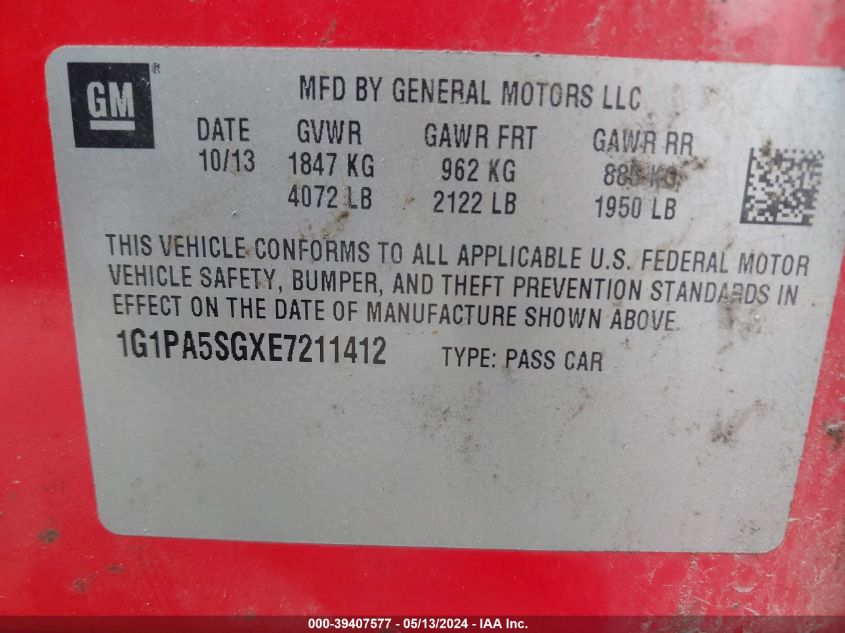 GM®
MFD BY GENERAL MOTORS LLC
DATE GVWR GAWR FRT GAWR RR
10/13 1847 KG 962 KG 885 KG
4072 LB 2122 LB 1950 LB
THIS VEHICLE CONFORMS TO ALL APPLICABLE U.S. FEDERAL MOTOR
VEHICLE SAFETY, BUMPER, AND THEFT PREVENTION STANDARDS IN
EFFECT ON THE DATE OF MANUFACTURE SHOWN ABOVE.
1G1PA5SGXE7211412 TYPE: PASS CAR
000-39407577 - 05/13/2024 - IAA Inc.